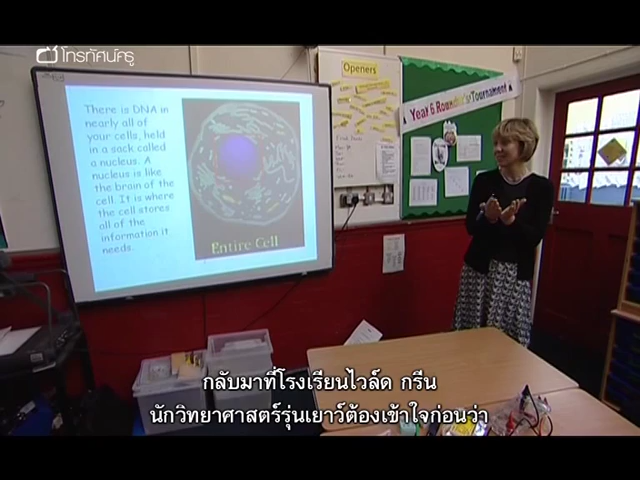 โทรทัศน์ครู
There is DNA in
nearly all of
your cells, held
in a sack called
a nucleus. A
nucleus is like
the brain of the
cell. It is where
the cell stores
all of the
information it
needs.
Entire Cell
Openers
Year 6 Rounders Tournament
กลับมาที่โรงเรียนไวล์ด กรีน
นักวิทยาศาสตร์รุ่นเยาว์ต้องเข้าใจก่อนว่า